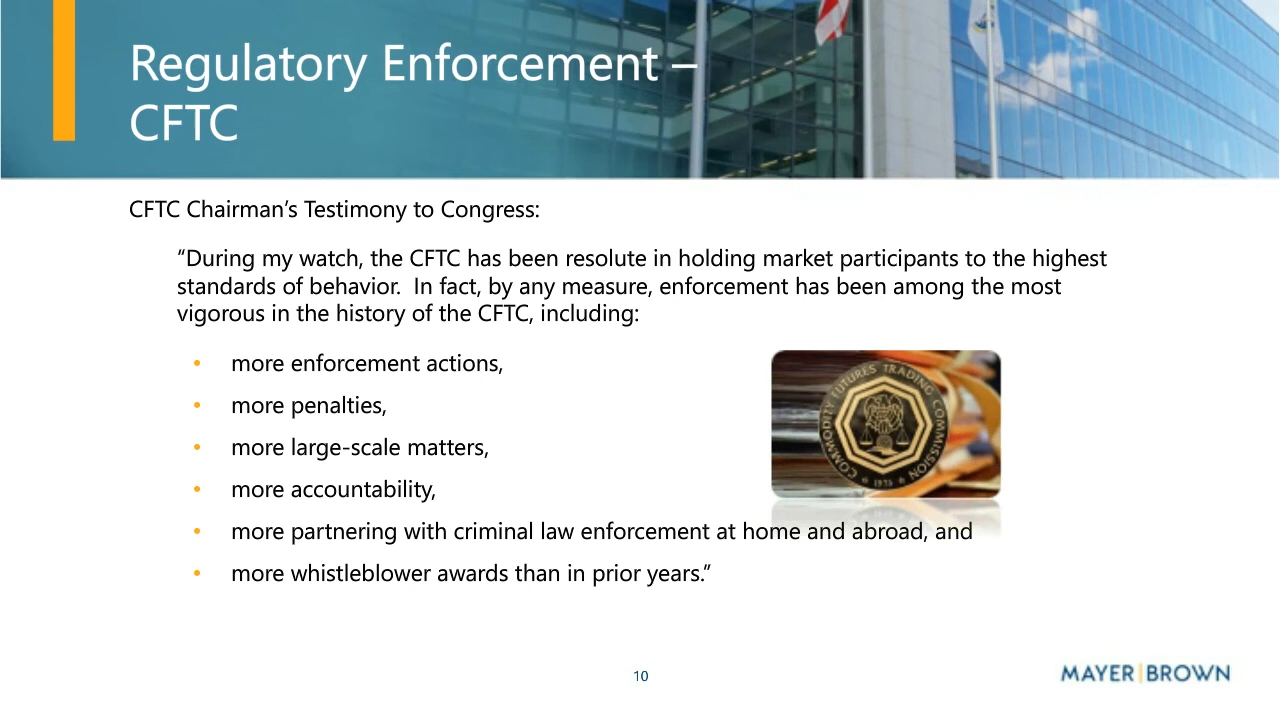 Regulatory Enforcement –
CFTC
CFTC Chairman’s Testimony to Congress:
“During my watch, the CFTC has been resolute in holding market participants to the highest
standards of behavior.  In fact, by any measure, enforcement has been among the most
vigorous in the history of the CFTC, including:
• more enforcement actions,
• more penalties,
• more large-scale matters,
• more accountability,
• more partnering with criminal law enforcement at home and abroad, and
• more whistleblower awards than in prior years.”
COMMODITY FUTURES TRADING COMMISSION
1975
10
MAYER|BROWN